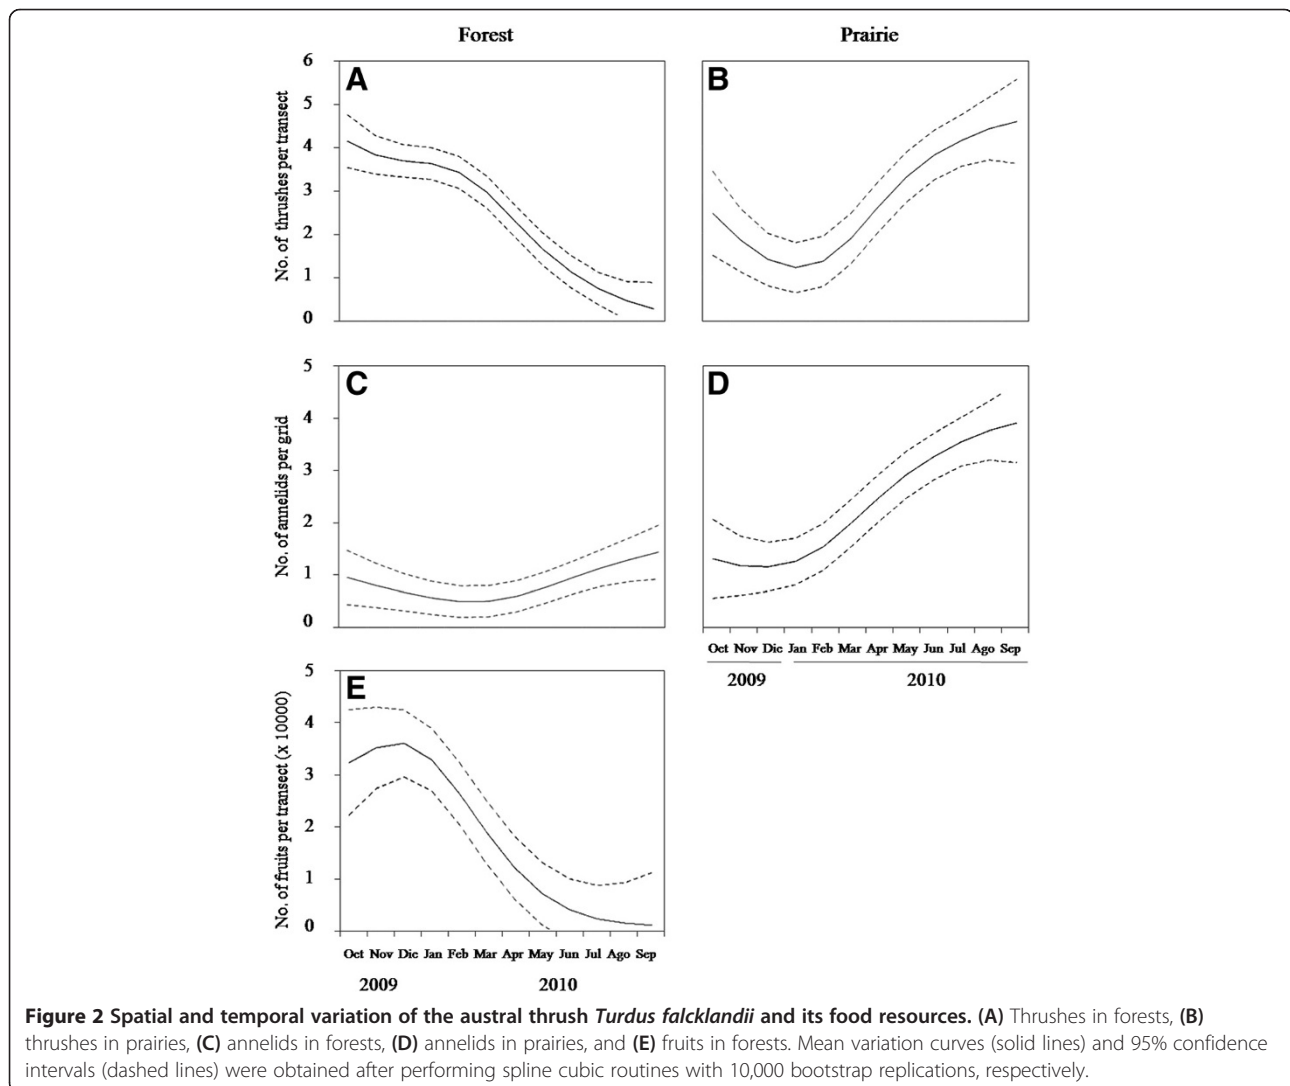 Forest
Prairie
A
B
No. of thrushes per transect
6
5
4
3
2
1
0
C
D
No. of annelids per grid
5
4
3
2
1
0
Oct Nov Dic Jan Feb Mar Apr May Jun Jul Ago Sep
2009
2010
E
No. of fruits per transect (x 10000)
5
4
3
2
1
0
Oct Nov Dic Jan Feb Mar Apr May Jun Jul Ago Sep
2009
2010
Figure 2 Spatial and temporal variation of the austral thrush Turdus falcklandii and its food resources. (A) Thrushes in forests, (B)
thrushes in prairies, (C) annelids in forests, (D) annelids in prairies, and (E) fruits in forests. Mean variation curves (solid lines) and 95% confidence
intervals (dashed lines) were obtained after performing spline cubic routines with 10,000 bootstrap replications, respectively.